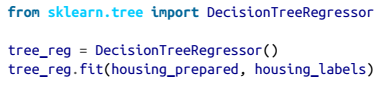 from sklearn.tree import DecisionTreeRegressor
tree_reg = DecisionTreeRegressor()
tree_reg.fit(housing_prepared, housing_labels)